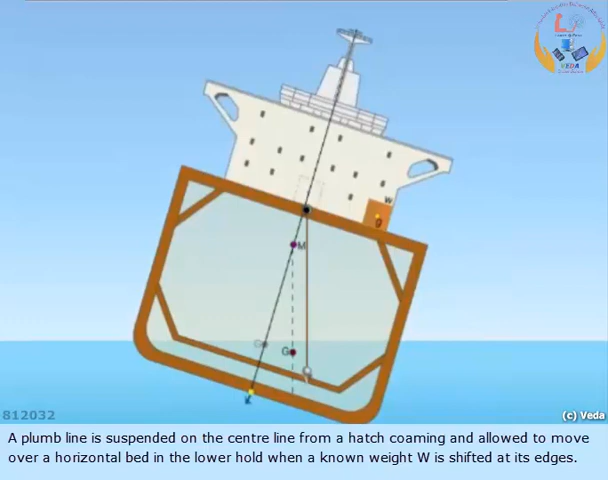 VEDA
W
g
M
G
G
K
812032
(c) Veda
A plumb line is suspended on the centre line from a hatch coaming and allowed to move
over a horizontal bed in the lower hold when a known weight W is shifted at its edges.